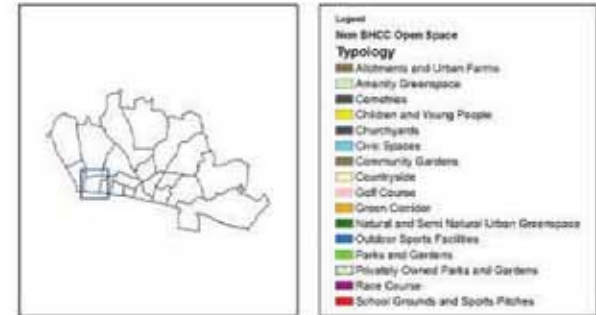 Legend
Non BHCC Open Space
Typology
Allotments and Urban Farms
Amenity Greenspace
Cemetries
Children and Young People
Churchyards
Civic Spaces
Community Gardens
Countryside
Golf Course
Green Corridor
Natural and Semi Natural Urban Greenspace
Outdoor Sports Facilities
Parks and Gardens
Privately Owned Parks and Gardens
Race Course
School Grounds and Sports Pitches